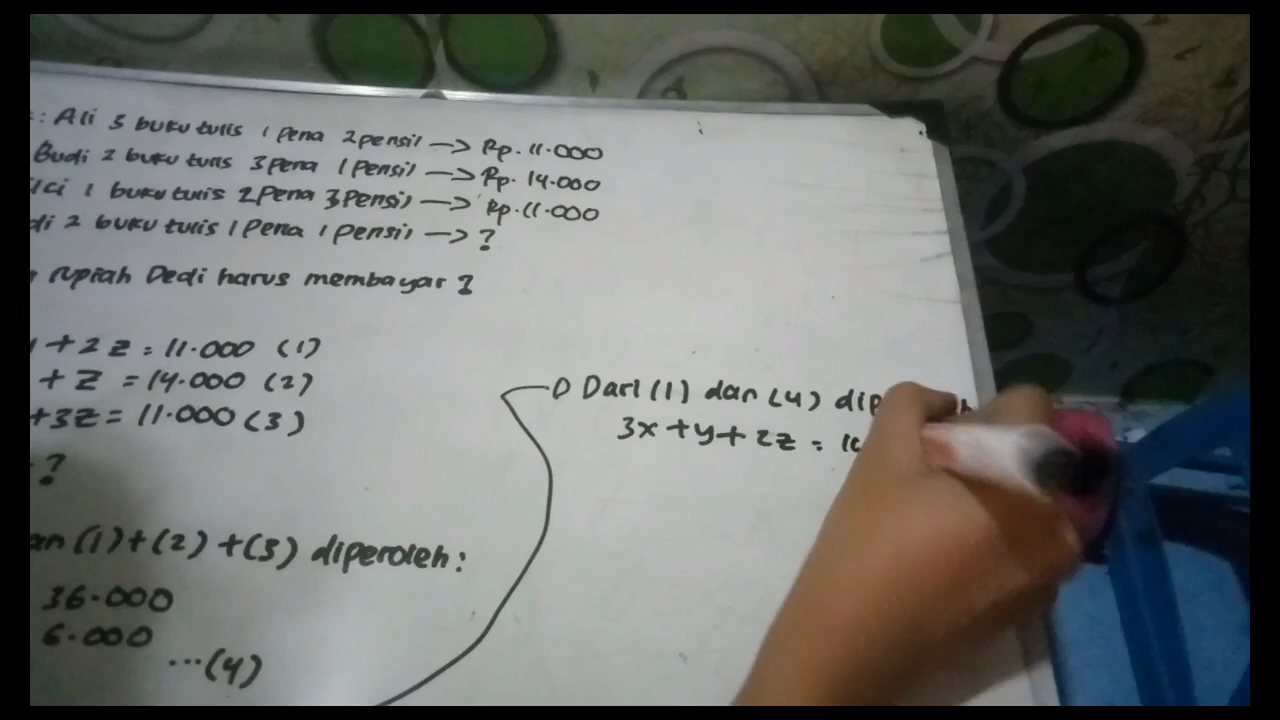 : Ali 3 buku tulis 1 Pena 2 pensil → Rp. 11.000
Budi 2 buku tulis 3 Pena 1 Pensil → Rp. 14.000
ici 1 buku tulis 2 Pena 3 Pensil → Rp. 11.000
di 2 buku tulis 1 Pena 1 Pensil → ?
rupiah Dedi harus membayar ?
+ 2z = 11.000 (1)
+ z = 14.000 (2)
+ 3z = 11.000 (3)
?
an (1) + (2) + (3) diperoleh:
36.000
6.000
...(4)
Dari (1) dan (4) dip
3x + y + 2z =